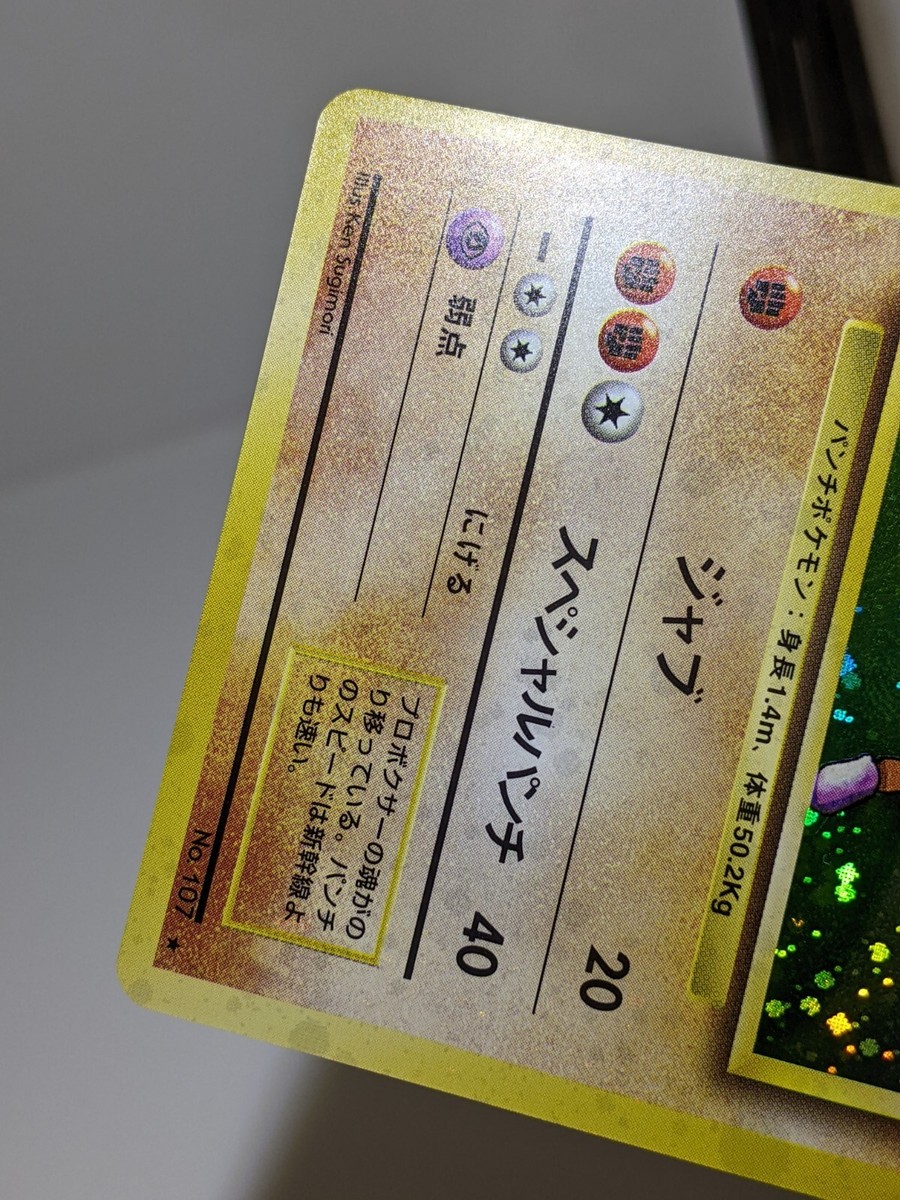 パンチポケモン：身長1.4m、体重50.2Kg
ジャブ 20
スペシャルパンチ 40
にげる
弱点 ー
プロボクサーの魂がの
り移っている。パンチ
のスピードは新幹線よ
りも速い。
Illus. Ken Sugimori
No. 107 ★